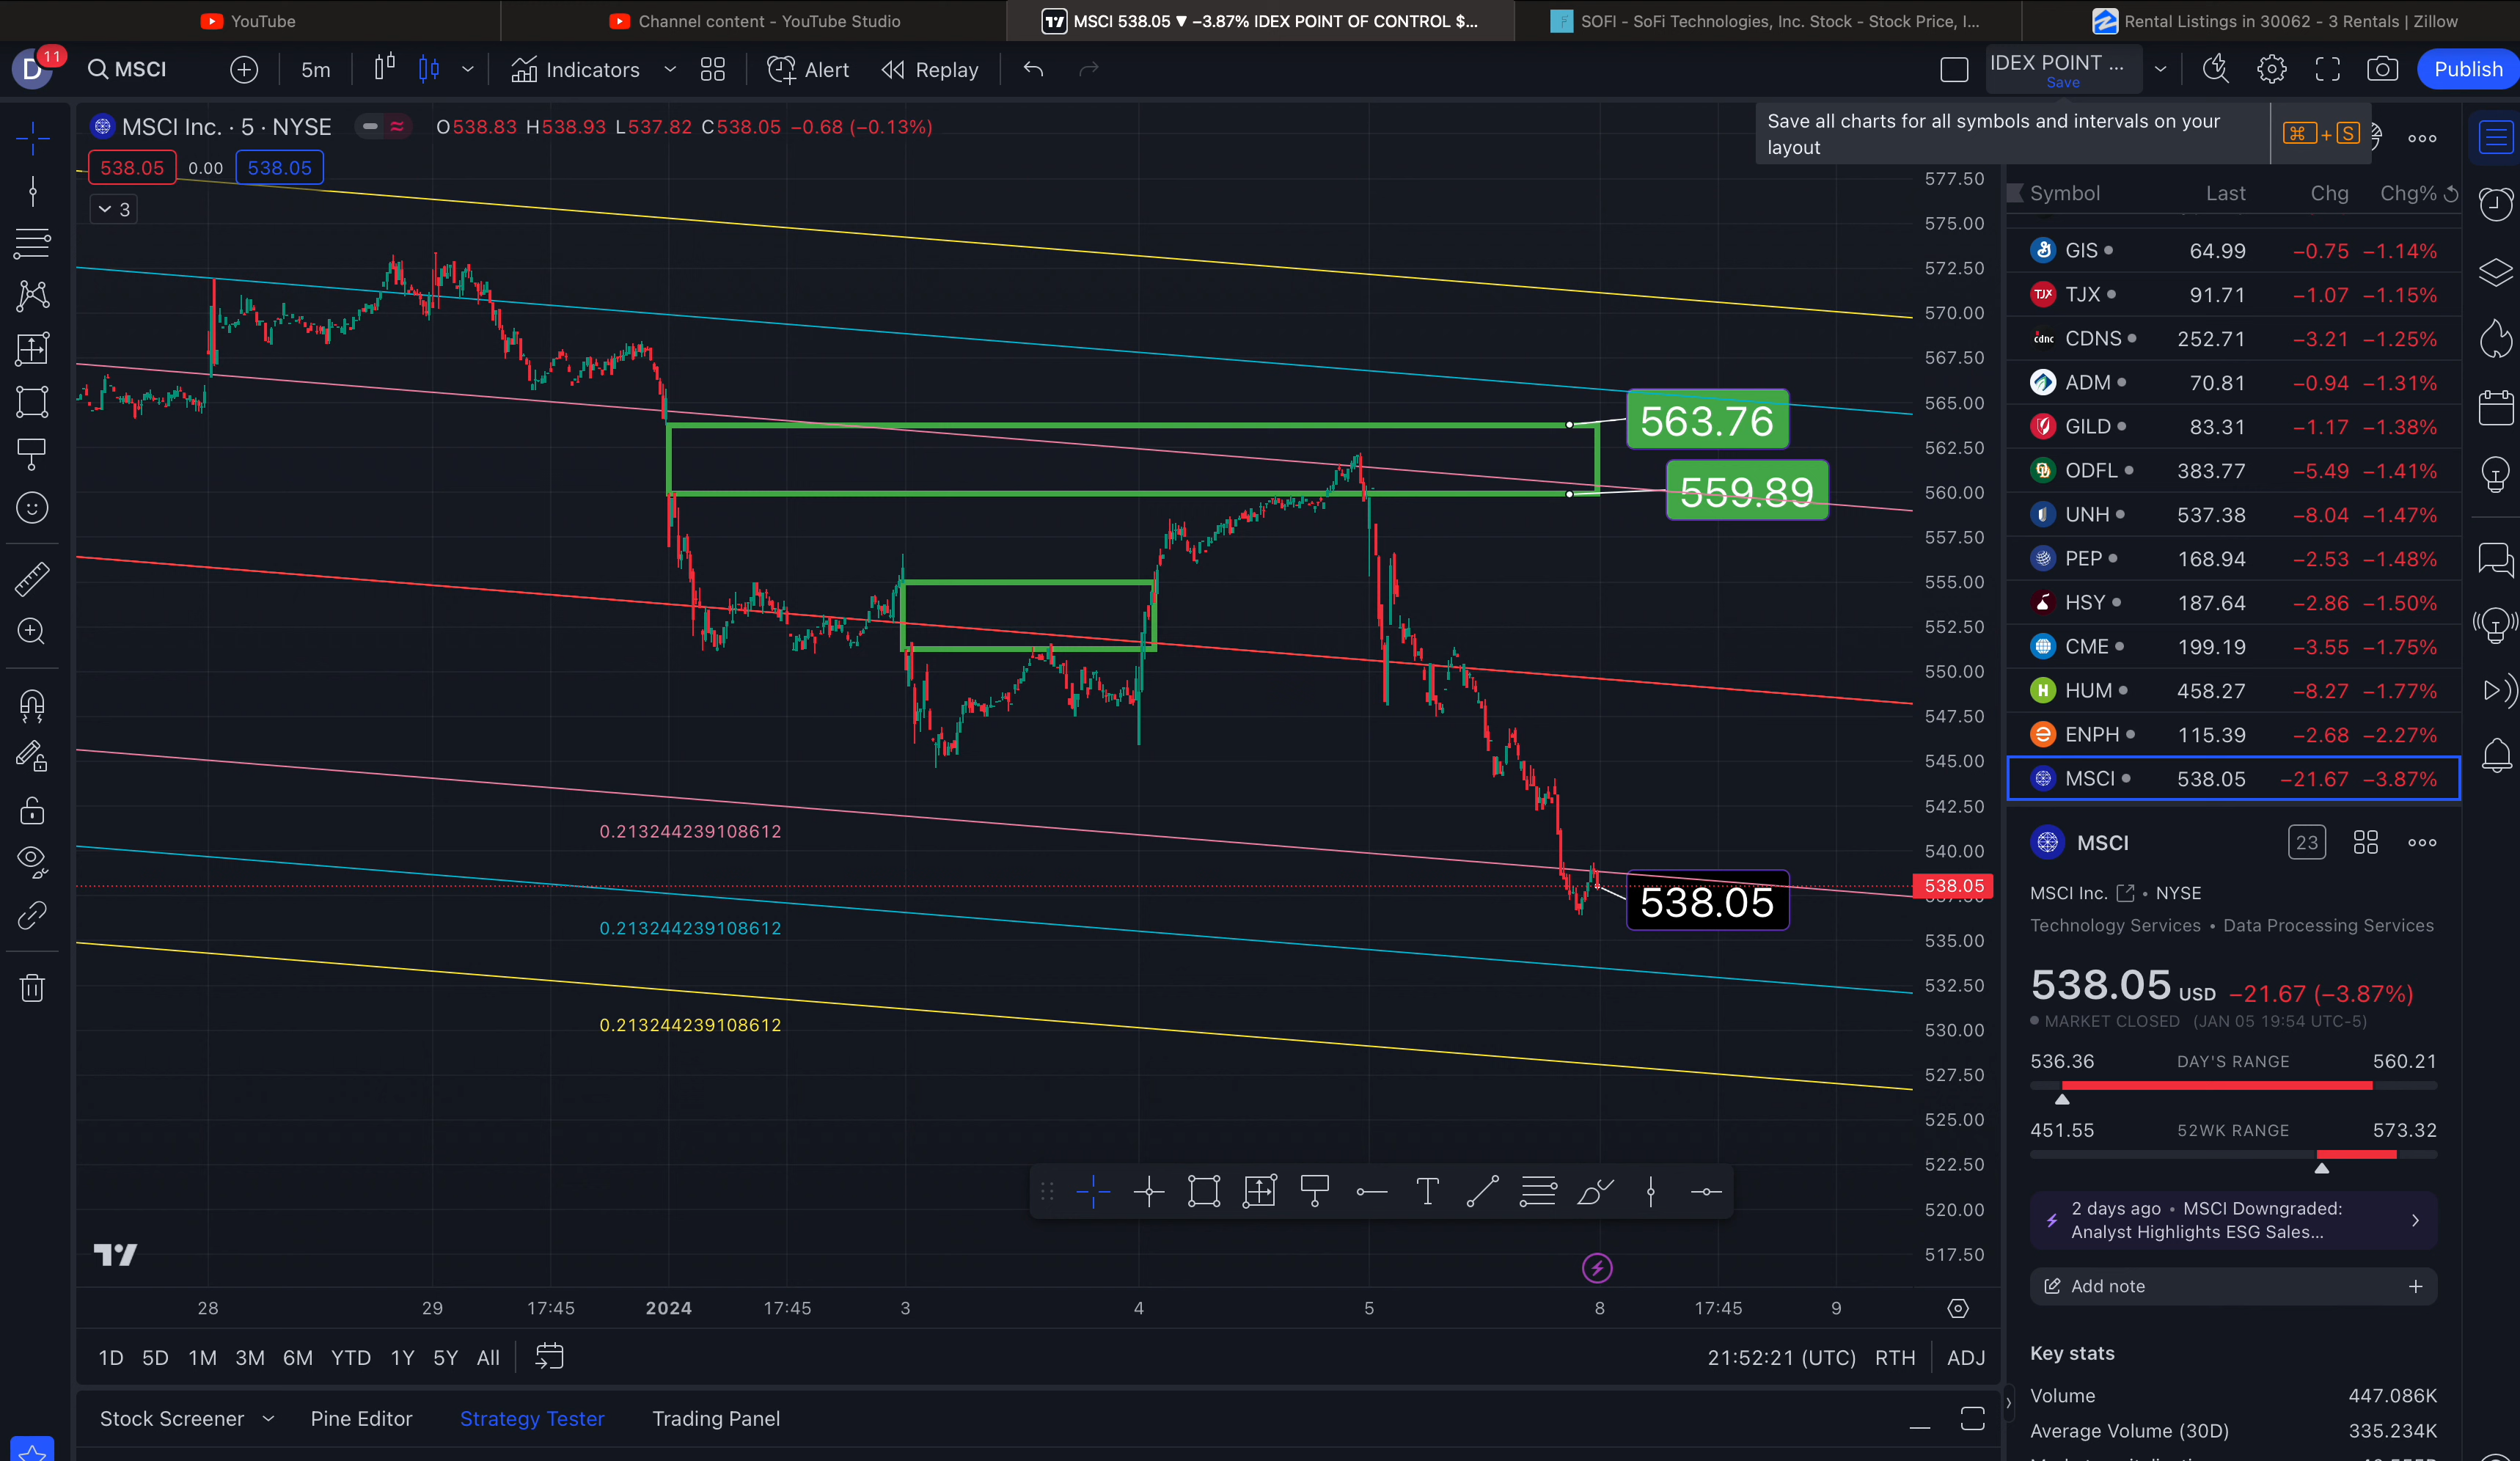 YouTube
Channel content - YouTube Studio
MSCI 538.05 ▼ −3.87% IDEX POINT OF CONTROL $...
SOFI - SoFi Technologies, Inc. Stock - Stock Price, I...
Rental Listings in 30062 - 3 Rentals | Zillow
D
11
MSCI
5m
Indicators
Alert
Replay
IDEX POINT ...
Save
Publish
Save all charts for all symbols and intervals on your
layout
⌘ + S
MSCI Inc. · 5 · NYSE
O538.83 H538.93 L537.82 C538.05 −0.68 (−0.13%)
538.05 0.00 538.05
3
563.76
559.89
538.05
0.213244239108612
0.213244239108612
0.213244239108612
577.50
575.00
572.50
570.00
567.50
565.00
562.50
560.00
557.50
555.00
552.50
550.00
547.50
545.00
542.50
540.00
538.05
535.00
532.50
530.00
527.50
525.00
522.50
520.00
517.50
28 29 17:45 2024 17:45 3 4 5 8 17:45 9
1D 5D 1M 3M 6M YTD 1Y 5Y All
21:52:21 (UTC) RTH ADJ
Stock Screener Pine Editor Strategy Tester Trading Panel
Symbol Last Chg Chg%
GIS 64.99 −0.75 −1.14%
TJX TJX 91.71 −1.07 −1.15%
cdnc CDNS 252.71 −3.21 −1.25%
ADM 70.81 −0.94 −1.31%
GILD 83.31 −1.17 −1.38%
ODFL 383.77 −5.49 −1.41%
UNH 537.38 −8.04 −1.47%
PEP 168.94 −2.53 −1.48%
HSY 187.64 −2.86 −1.50%
CME 199.19 −3.55 −1.75%
H HUM 458.27 −8.27 −1.77%
ENPH 115.39 −2.68 −2.27%
MSCI 538.05 −21.67 −3.87%
MSCI
23
MSCI Inc. • NYSE
Technology Services • Data Processing Services
538.05 USD −21.67 (−3.87%)
MARKET CLOSED (JAN 05 19:54 UTC-5)
536.36 DAY'S RANGE 560.21
451.55 52WK RANGE 573.32
2 days ago • MSCI Downgraded:
Analyst Highlights ESG Sales...
Add note
Key stats
Volume 447.086K
Average Volume (30D) 335.234K